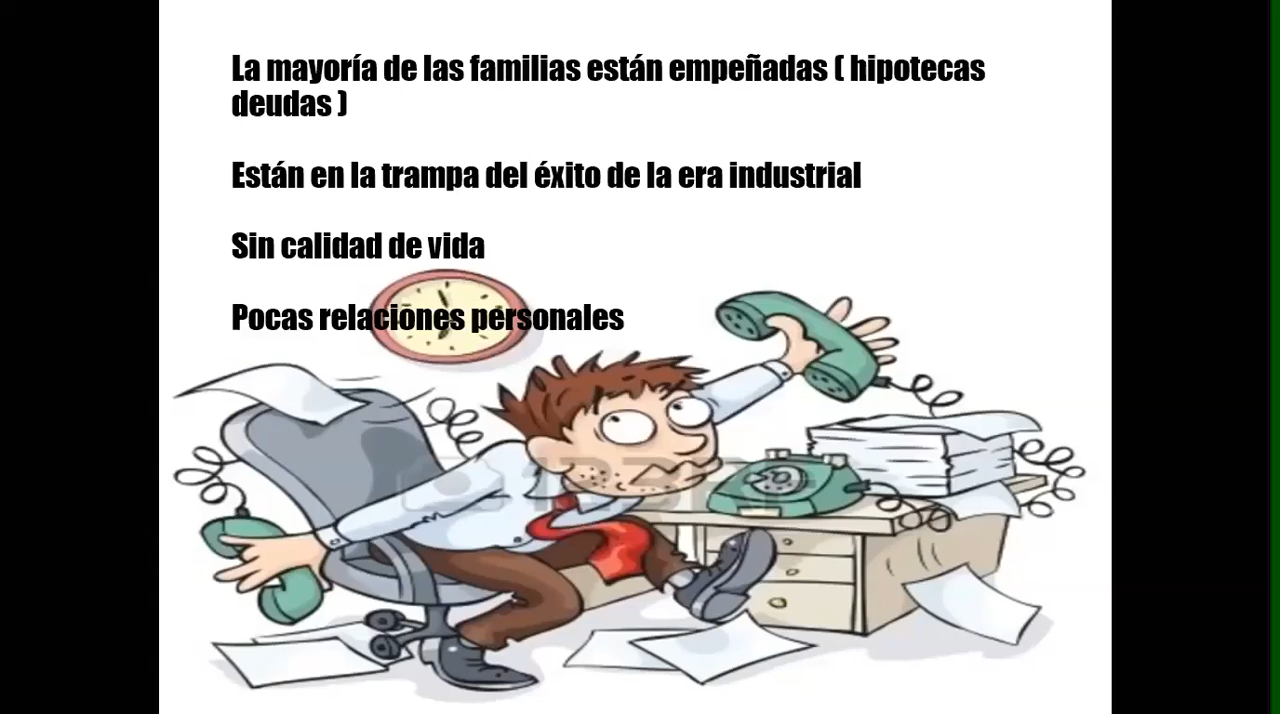 La mayoría de las familias están empeñadas ( hipotecas
deudas )
Están en la trampa del éxito de la era industrial
Sin calidad de vida
Pocas relaciones personales
123RF